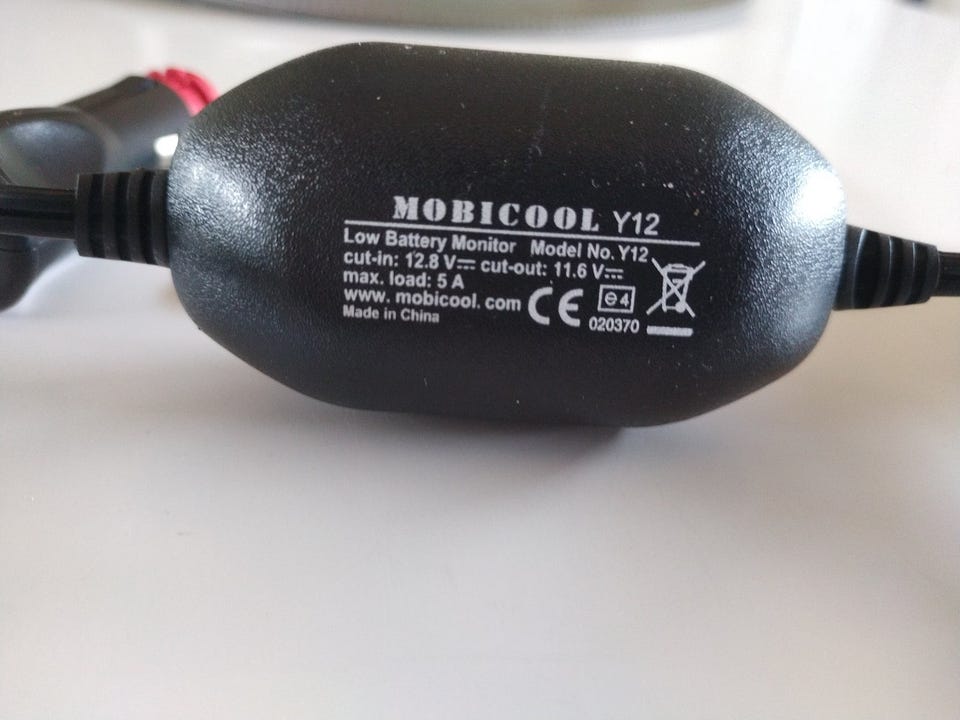 MOBICOOL Y12
Low Battery Monitor Model No. Y12
cut-in: 12.8 V⎓ cut-out: 11.6 V⎓
max. load: 5 A
www. mobicool. com CE e4
Made in China 020370